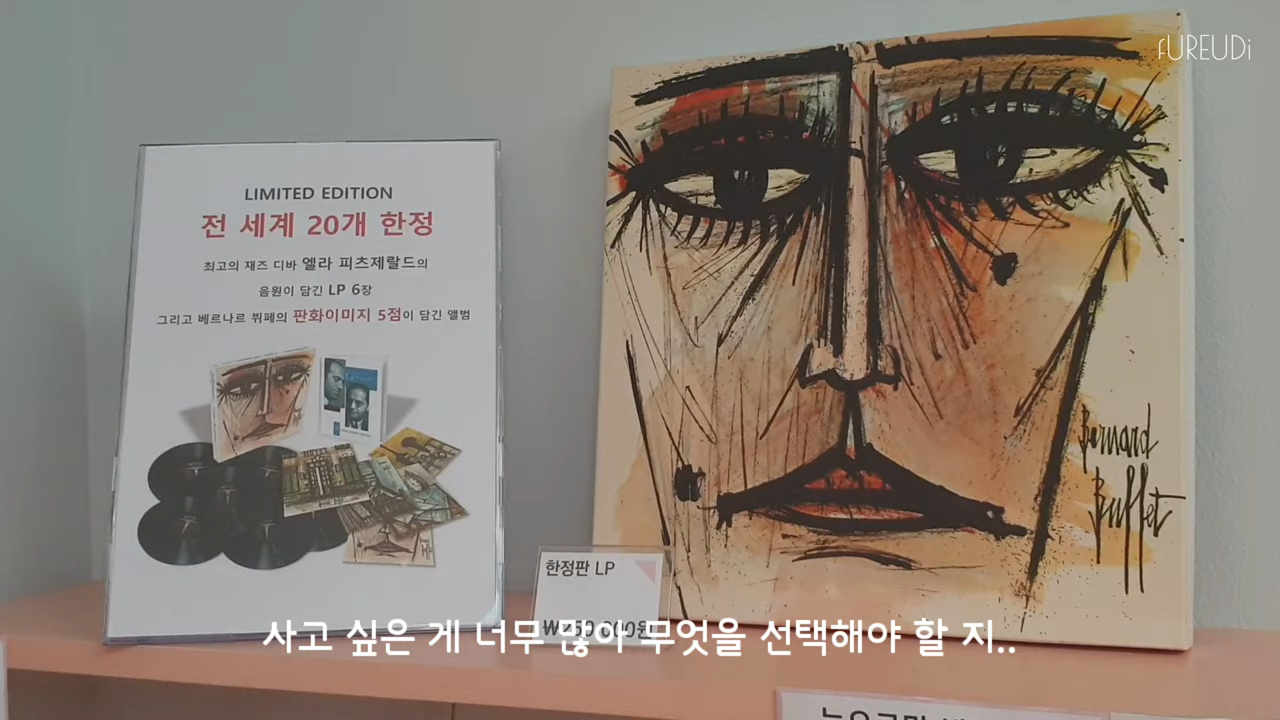 fUREUDi
LIMITED EDITION
전 세계 20개 한정
최고의 재즈 디바 엘라 피츠제랄드의
음원이 담긴 LP 6장
그리고 베르나르 뷔페의 판화이미지 5점이 담긴 앨범
Bernard
Buffet
한정판 LP
사고 싶은 게 너무 많아 무엇을 선택해야 할 지..